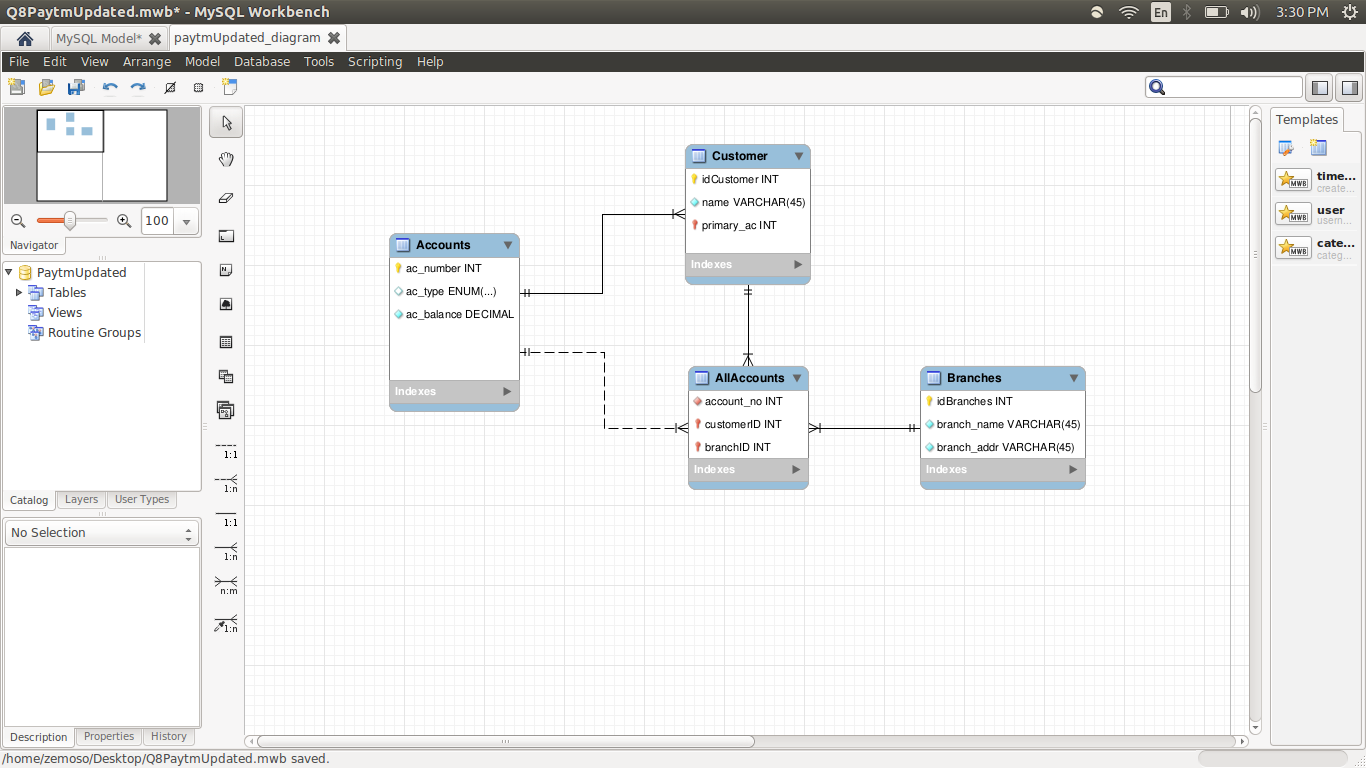 Q8PaytmUpdated.mwb* - MySQL Workbench
En
3:30 PM
MySQL Model*
paytmUpdated_diagram
File Edit View Arrange Model Database Tools Scripting Help
100
Navigator
PaytmUpdated
Tables
Views
Routine Groups
Catalog Layers User Types
No Selection
Description Properties History
1:1
1:n
1:1
1:n
n:m
1:n
Customer
idCustomer INT
name VARCHAR(45)
primary_ac INT
Indexes
Accounts
ac_number INT
ac_type ENUM(...)
ac_balance DECIMAL
Indexes
AllAccounts
account_no INT
customerID INT
branchID INT
Indexes
Branches
idBranches INT
branch_name VARCHAR(45)
branch_addr VARCHAR(45)
Indexes
Templates
MWB
time...
create...
MWB
user
usern...
MWB
cate...
categ...
/home/zemoso/Desktop/Q8PaytmUpdated.mwb saved.